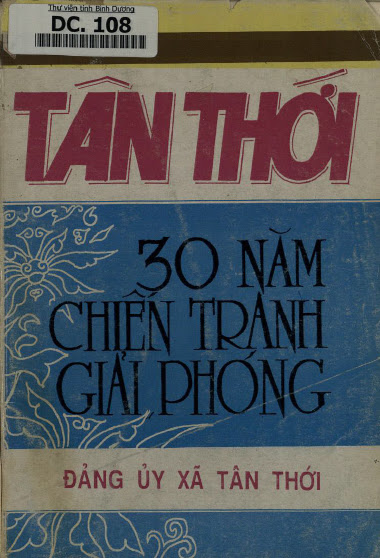 Thư viện tỉnh Bình Dương
DC. 108
TÂN THỚI
30 NĂM
CHIẾN TRANH
GIẢI PHÓNG
ĐẢNG ỦY XÃ TÂN THỚI